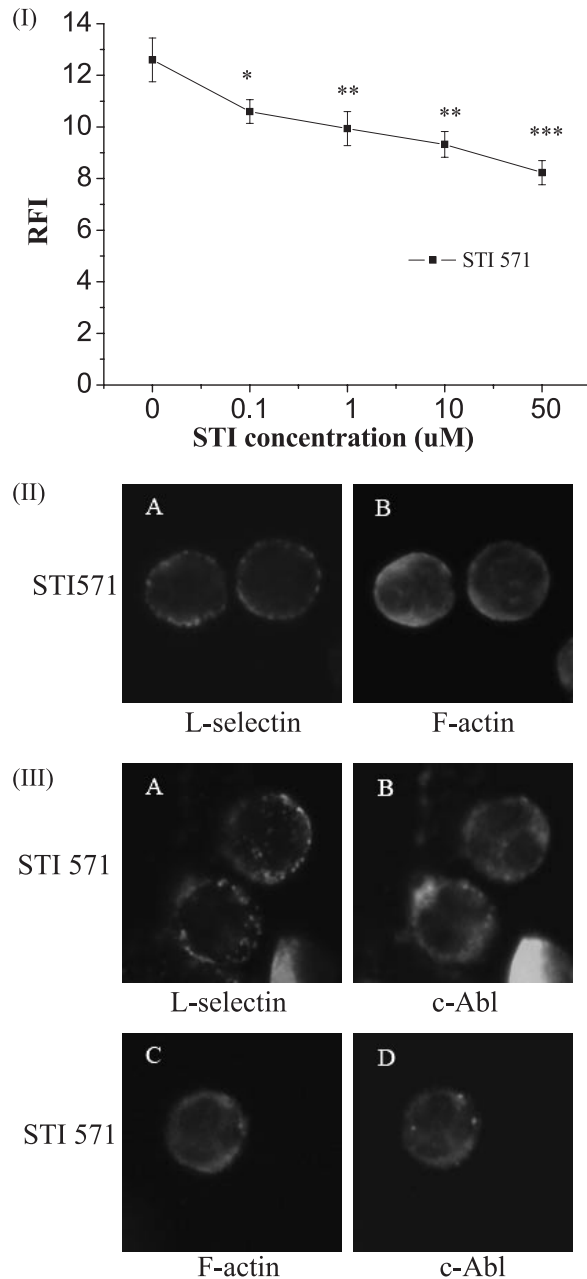 (I)
14
12
10
8
6
4
2
0
RFI
*
**
**
***
STI 571
0 0.1 1 10 50
STI concentration (uM)
(II)
STI571
A
B
L-selectin F-actin
(III)
STI 571
A
B
L-selectin c-Abl
STI 571
C
D
F-actin c-Abl